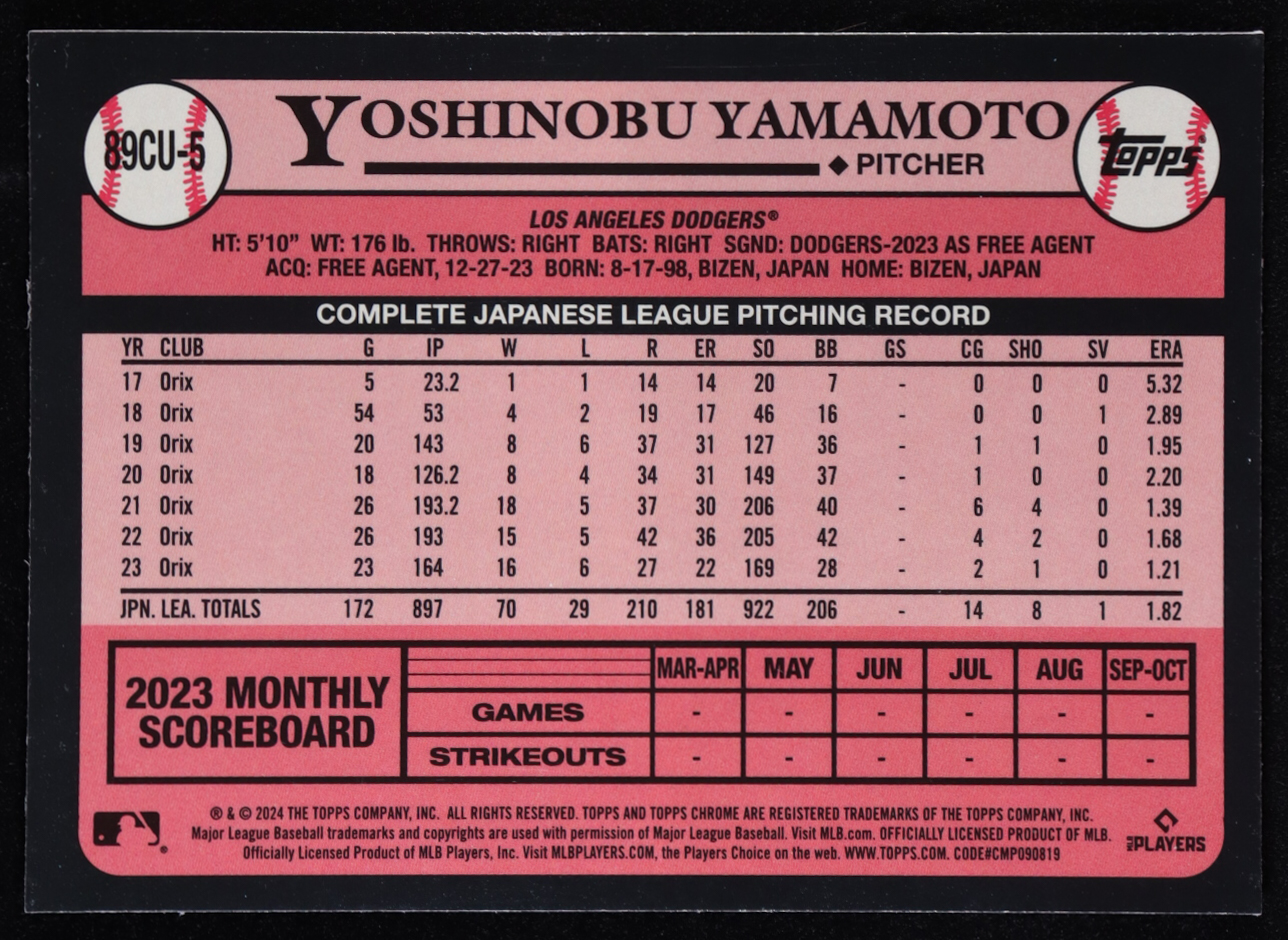 89CU-5
YOSHINOBU YAMAMOTO
◆ PITCHER
topps
LOS ANGELES DODGERS®
HT: 5'10" WT: 176 lb. THROWS: RIGHT BATS: RIGHT SGND: DODGERS-2023 AS FREE AGENT
ACQ: FREE AGENT, 12-27-23 BORN: 8-17-98, BIZEN, JAPAN HOME: BIZEN, JAPAN
COMPLETE JAPANESE LEAGUE PITCHING RECORD
YR CLUB G IP W L R ER SO BB GS CG SHO SV ERA
17 Orix 5 23.2 1 1 14 14 20 7 - 0 0 0 5.32
18 Orix 54 53 4 2 19 17 46 16 - 0 0 1 2.89
19 Orix 20 143 8 6 37 31 127 36 - 1 1 0 1.95
20 Orix 18 126.2 8 4 34 31 149 37 - 1 0 0 2.20
21 Orix 26 193.2 18 5 37 30 206 40 - 6 4 0 1.39
22 Orix 26 193 15 5 42 36 205 42 - 4 2 0 1.68
23 Orix 23 164 16 6 27 22 169 28 - 2 1 0 1.21
JPN. LEA. TOTALS 172 897 70 29 210 181 922 206 - 14 8 1 1.82
2023 MONTHLY
SCOREBOARD
MAR-APR MAY JUN JUL AUG SEP-OCT
GAMES - - - - - -
STRIKEOUTS - - - - - -
® & © 2024 THE TOPPS COMPANY, INC. ALL RIGHTS RESERVED. TOPPS AND TOPPS CHROME ARE REGISTERED TRADEMARKS OF THE TOPPS COMPANY, INC.
Major League Baseball trademarks and copyrights are used with permission of Major League Baseball. Visit MLB.com. OFFICIALLY LICENSED PRODUCT OF MLB.
Officially Licensed Product of MLB Players, Inc. Visit MLBPLAYERS.COM, the Players Choice on the web. WWW.TOPPS.COM. CODE#CMP090819
MLB PLAYERS